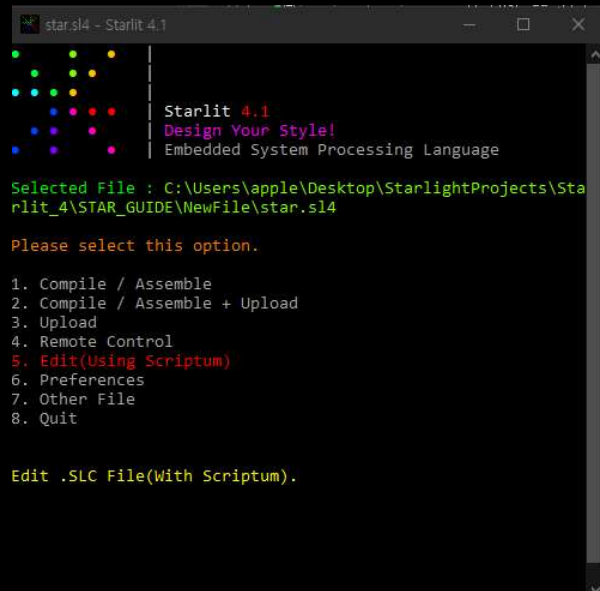 star.sl4 - Starlit 4.1
Starlit 4.1
Design Your Style!
Embedded System Processing Language
Selected File : C:\Users\apple\Desktop\StarlightProjects\Sta
rlit_4\STAR_GUIDE\NewFile\star.sl4
Please select this option.
1. Compile / Assemble
2. Compile / Assemble + Upload
3. Upload
4. Remote Control
5. Edit(Using Scriptum)
6. Preferences
7. Other File
8. Quit
Edit .SLC File(With Scriptum).